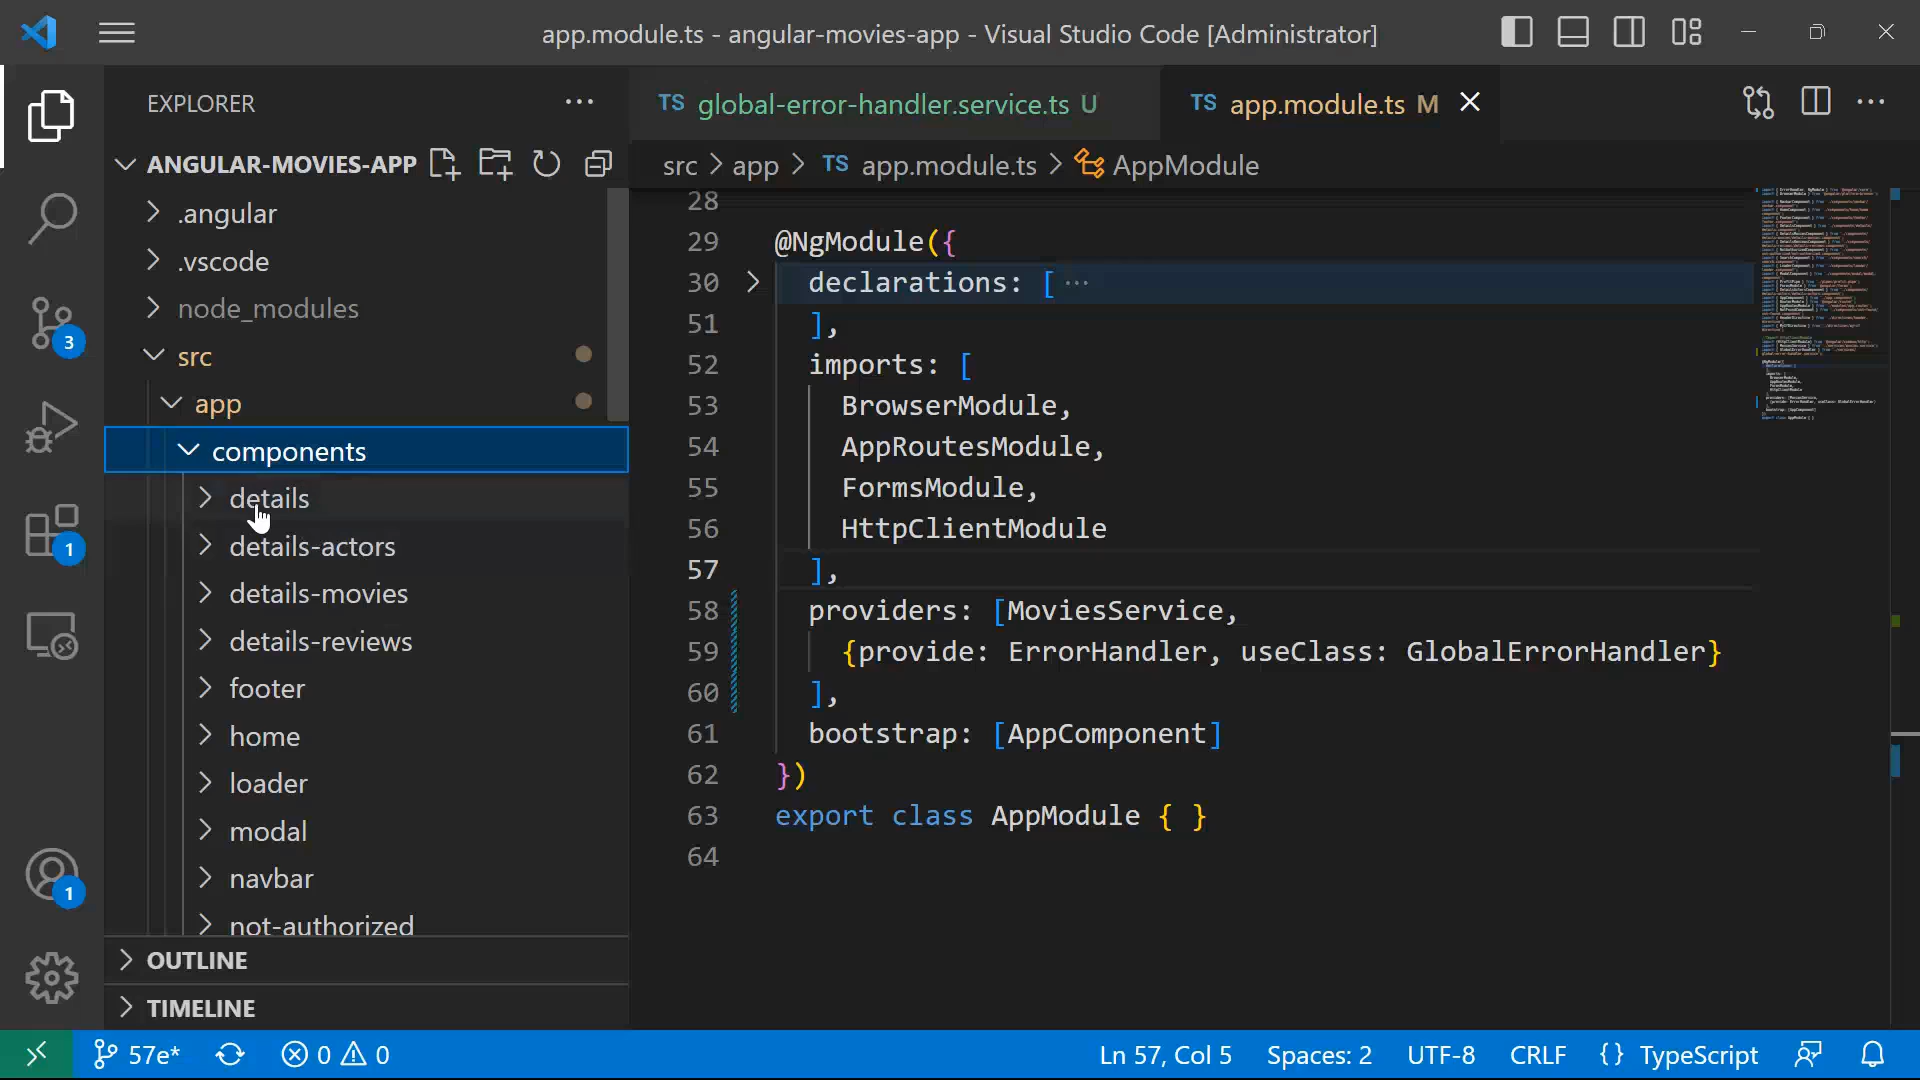 app.module.ts - angular-movies-app - Visual Studio Code [Administrator]
EXPLORER
ANGULAR-MOVIES-APP
.angular
.vscode
node_modules
src
app
components
details
details-actors
details-movies
details-reviews
footer
home
loader
modal
navbar
not-authorized
OUTLINE
TIMELINE
3
1
1
TS global-error-handler.service.ts U
TS app.module.ts M
src > app > TS app.module.ts > AppModule
28
29 @NgModule({
30 declarations: [ ···
51 ],
52 imports: [
53 BrowserModule,
54 AppRoutesModule,
55 FormsModule,
56 HttpClientModule
57 ],
58 providers: [MoviesService,
59 {provide: ErrorHandler, useClass: GlobalErrorHandler}
60 ],
61 bootstrap: [AppComponent]
62 })
63 export class AppModule { }
64
57e* 0 0 Ln 57, Col 5 Spaces: 2 UTF-8 CRLF {} TypeScript